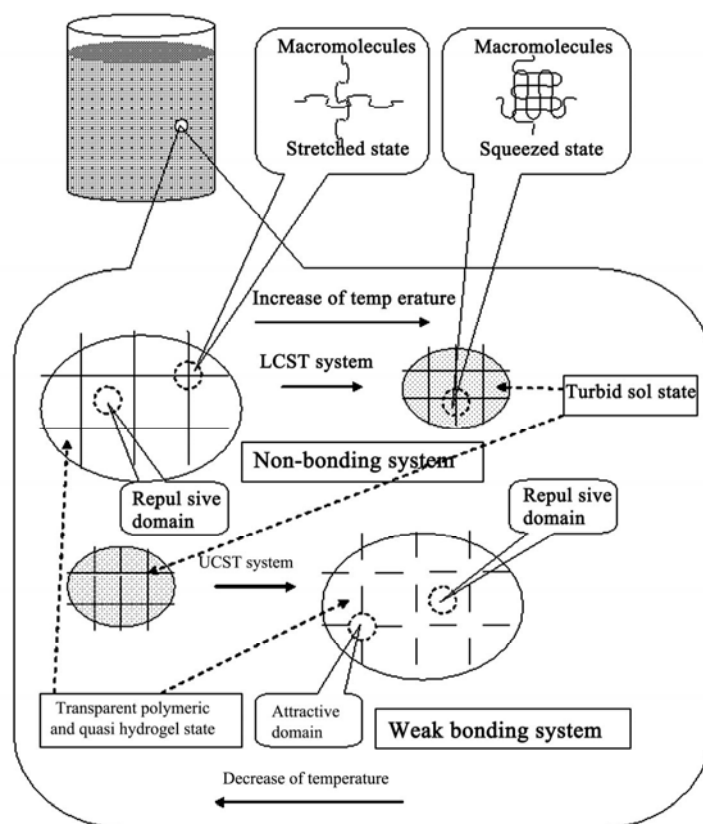 Macromolecules
Stretched state
Macromolecules
Squeezed state
Increase of temp erature
LCST system
Turbid sol state
Non-bonding system
Repul sive
domain
Repul sive
domain
UCST system
Transparent polymeric
and quasi hydrogel state
Attractive
domain
Weak bonding system
Decrease of temperature